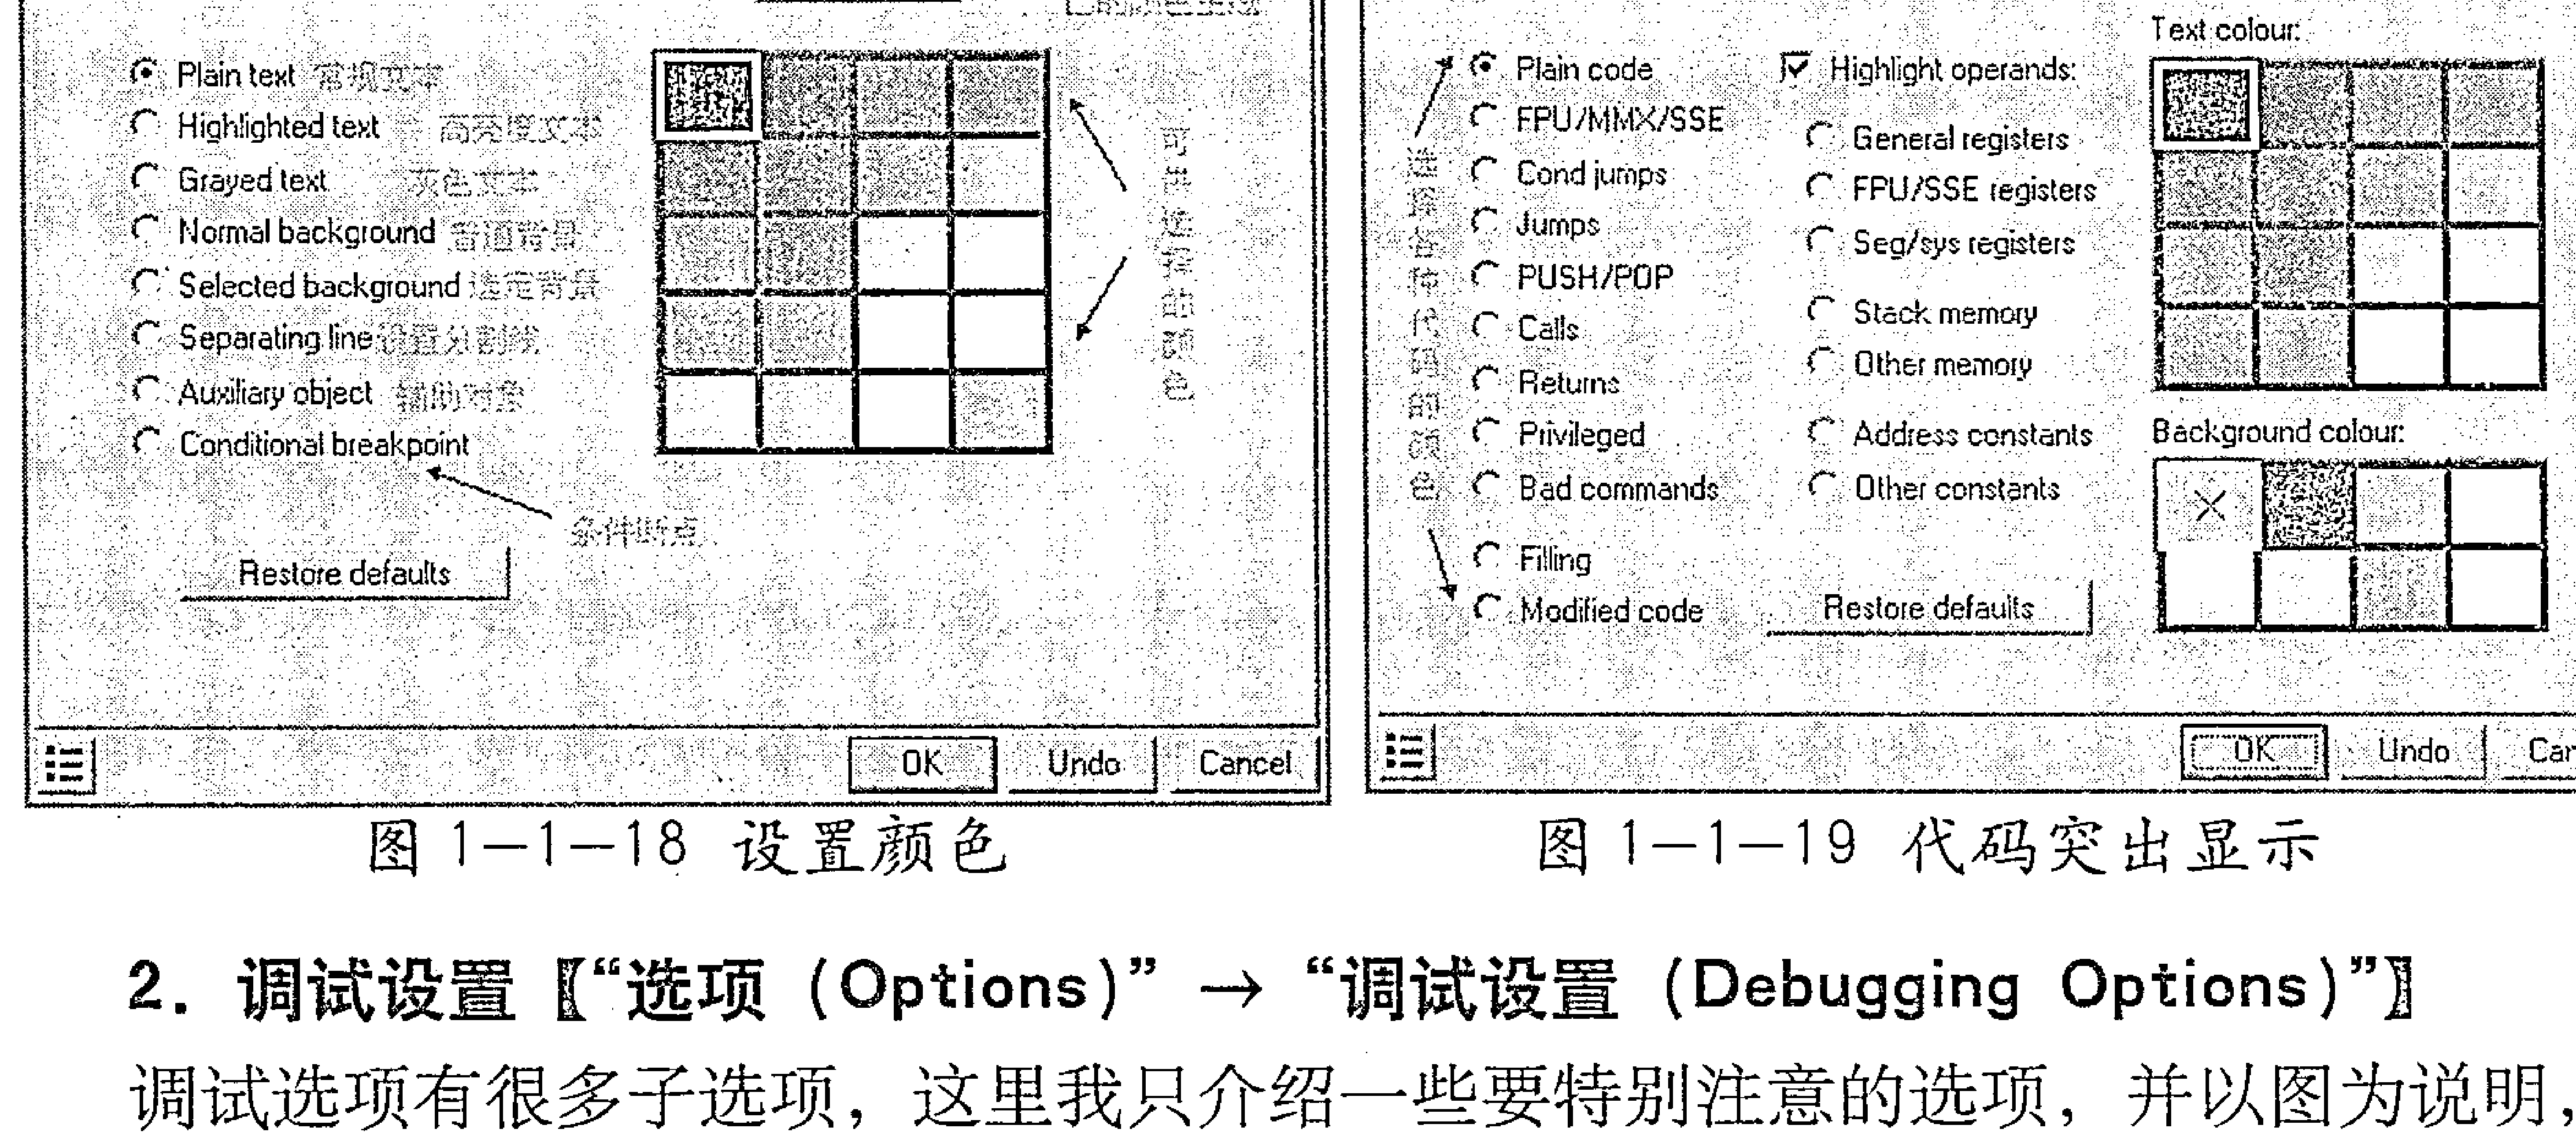 Plain text 常规文本
Highlighted text 高亮度文本
Grayed text 灰色文本
Normal background 普通背景
Selected background 选定背景
Separating line 设置分割线
Auxiliary object 辅助对象
Conditional breakpoint
条件断点
Restore defaults
OK Undo Cancel
图 1-1-18 设置颜色
Text colour:
Plain code
FPU/MMX/SSE
Cond jumps
Jumps
PUSH/POP
Calls
Returns
Privileged
Bad commands
Filling
Modified code
Highlight operands:
General registers
FPU/SSE registers
Seg/sys registers
Stack memory
Other memory
Address constants
Other constants
Restore defaults
Background colour:
OK Undo
图 1-1-19 代码突出显示
2. 调试设置〖“选项 (Options)” → “调试设置 (Debugging Options)”〗
调试选项有很多子选项，这里我只介绍一些要特别注意的选项，并以图为说明，